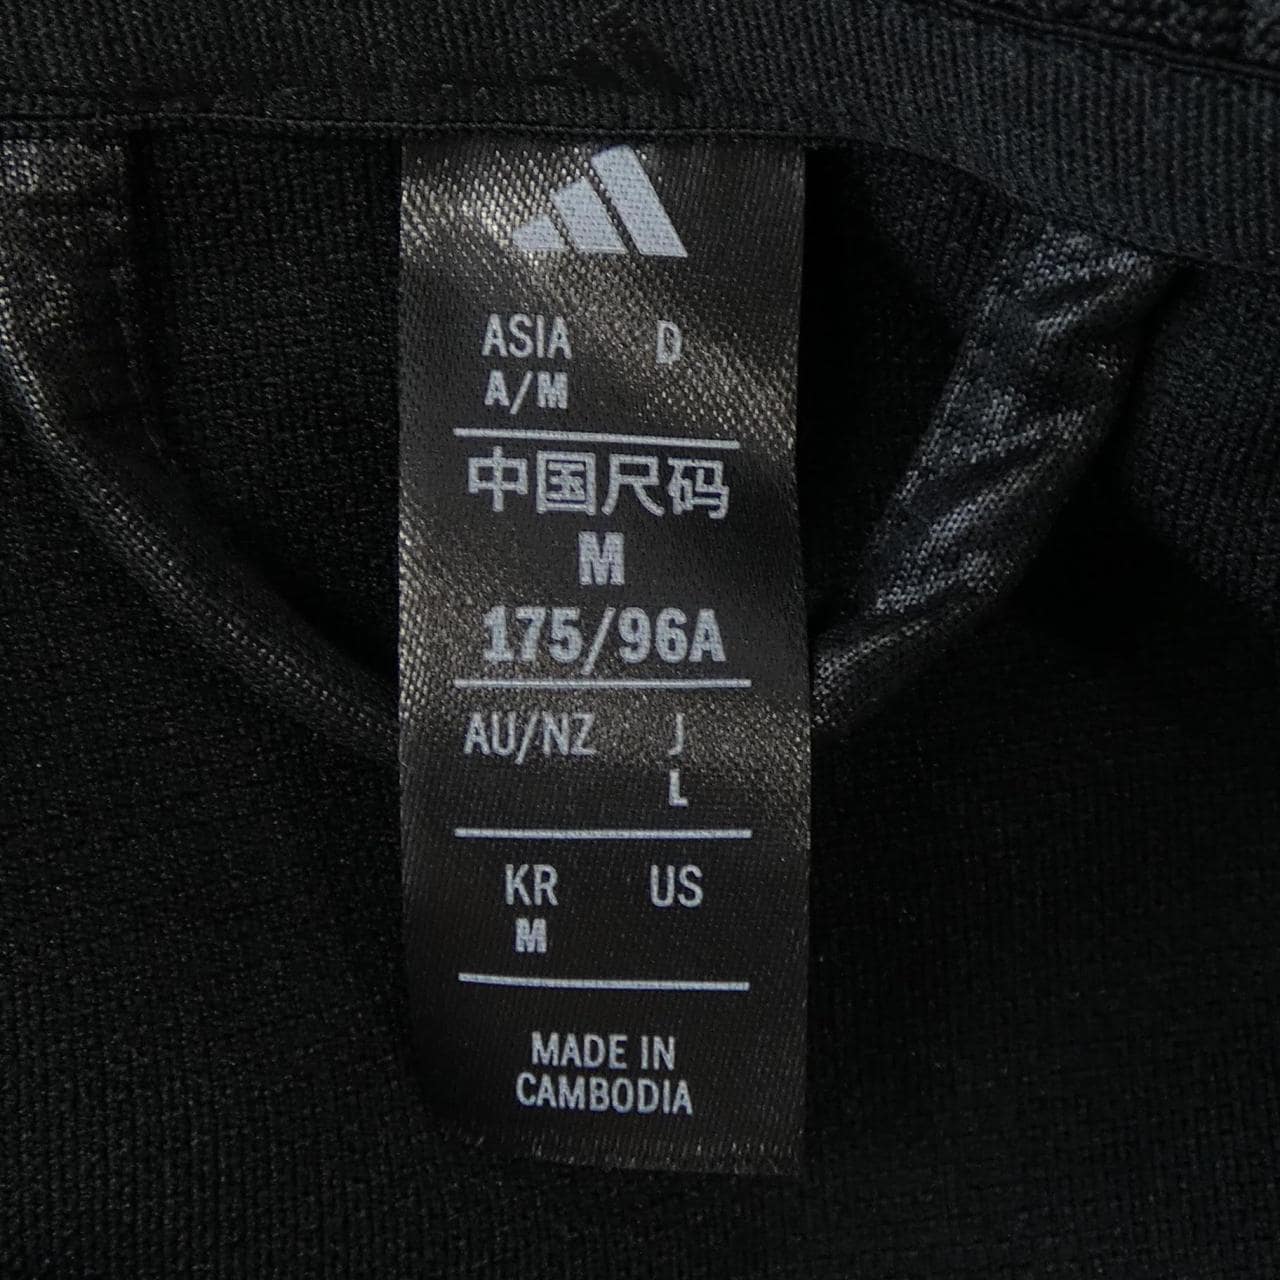 ASIA D
A/M
中国尺码
M
175/96A
AU/NZ J
L
KR US
M
MADE IN
CAMBODIA